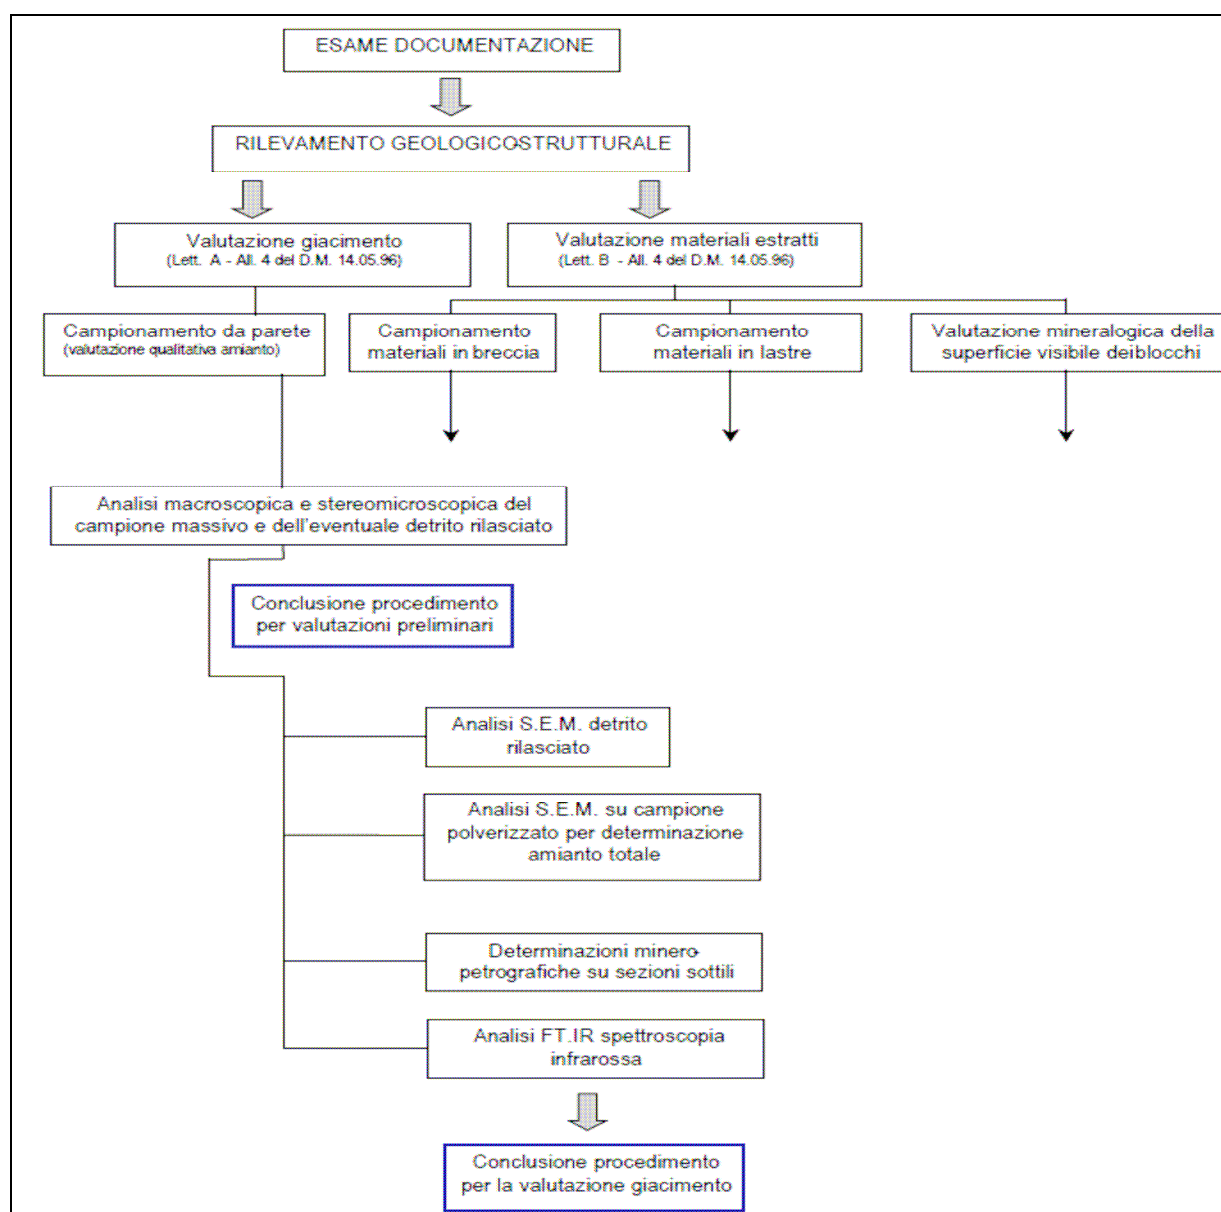 ESAME DOCUMENTAZIONE
RILEVAMENTO GEOLOGICOSTRUTTURALE
Valutazione giacimento
(Lett. A - All. 4 del D.M. 14.05.96)
Valutazione materiali estratti
(Lett. B - All. 4 del D.M. 14.05.96)
Campionamento da parete
(valutazione qualitativa amianto)
Campionamento
materiali in breccia
Campionamento
materiali in lastre
Valutazione mineralogica della
superficie visibile deiblocchi
Analisi macroscopica e stereomicroscopica del
campione massivo e dell'eventuale detrito rilasciato
Conclusione procedimento
per valutazioni preliminari
Analisi S.E.M. detrito
rilasciato
Analisi S.E.M. su campione
polverizzato per determinazione
amianto totale
Determinazioni minero-
petrografiche su sezioni sottili
Analisi FT.IR spettroscopia
infrarossa
Conclusione procedimento
per la valutazione giacimento